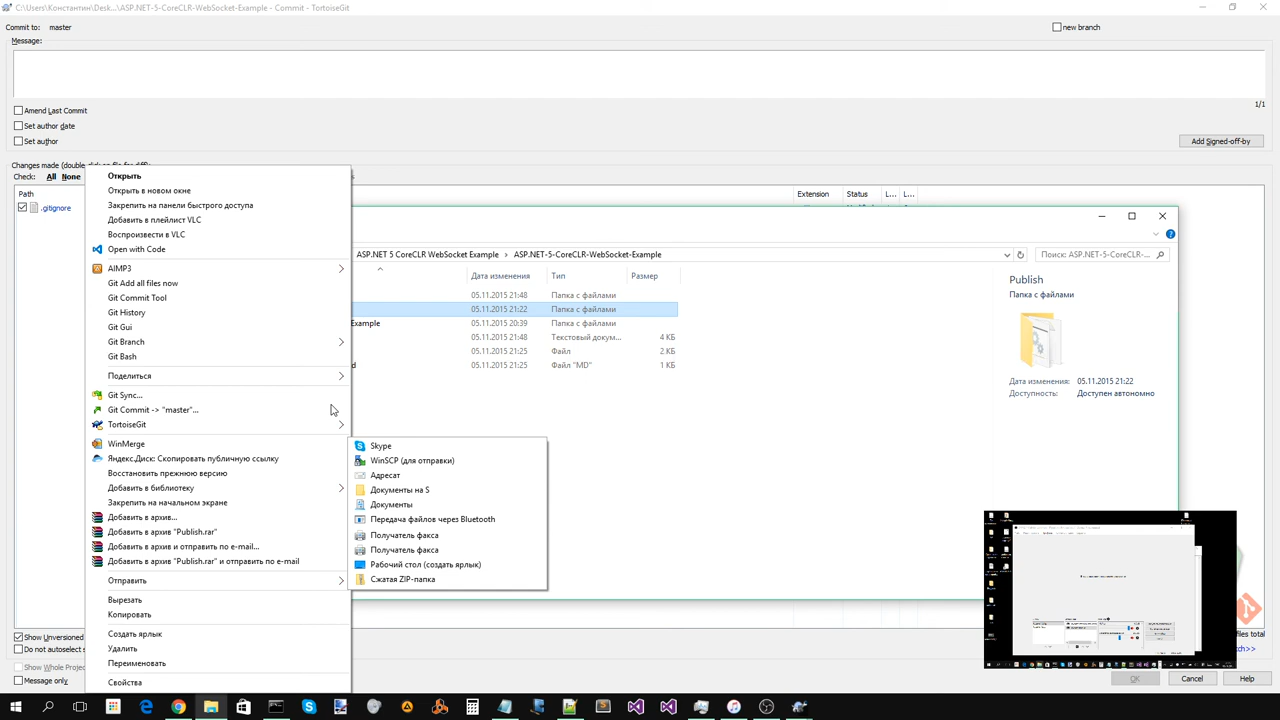 C:\Users\Константин\Desk...\ASP.NET-5-CoreCLR-WebSocket-Example - Commit - TortoiseGit
Commit to: master
new branch
Message:
1/1
Amend Last Commit
Set author date
Set author
Add Signed-off-by
Changes made (double-click on file for diff):
Check: All None
Path
Extension Status L... L...
.gitignore
Открыть
Открыть в новом окне
Закрепить на панели быстрого доступа
Добавить в плейлист VLC
Воспроизвести в VLC
Open with Code
AIMP3
Git Add all files now
Git Commit Tool
Git History
Git Gui
Git Branch
Git Bash
Поделиться
Git Sync...
Git Commit -> "master"...
TortoiseGit
WinMerge
Яндекс.Диск: Скопировать публичную ссылку
Восстановить прежнюю версию
Добавить в библиотеку
Закрепить на начальном экране
Добавить в архив...
Добавить в архив "Publish.rar"
Добавить в архив и отправить по e-mail...
Добавить в архив "Publish.rar" и отправить по e-mail
Отправить
Вырезать
Копировать
Создать ярлык
Удалить
Переименовать
Свойства
Skype
WinSCP (для отправки)
Адресат
Документы на S
Документы
Передача файлов через Bluetooth
Получатель факса
Получатель факса
Рабочий стол (создать ярлык)
Сжатая ZIP-папка
ASP.NET 5 CoreCLR WebSocket Example > ASP.NET-5-CoreCLR-WebSocket-Example
Поиск: ASP.NET-5-CoreCLR-...
Дата изменения Тип Размер
05.11.2015 21:48 Папка с файлами
05.11.2015 21:22 Папка с файлами
Example 05.11.2015 20:39 Папка с файлами
05.11.2015 21:48 Текстовый докум... 4 КБ
05.11.2015 21:25 Файл 2 КБ
d 05.11.2015 21:25 Файл "MD" 1 КБ
Publish
Папка с файлами
Дата изменения: 05.11.2015 21:22
Доступность: Доступен автономно
Show Unversioned
Do not autoselect s
Show Whole Projec
Message only
files total
ch>>
OK Cancel Help